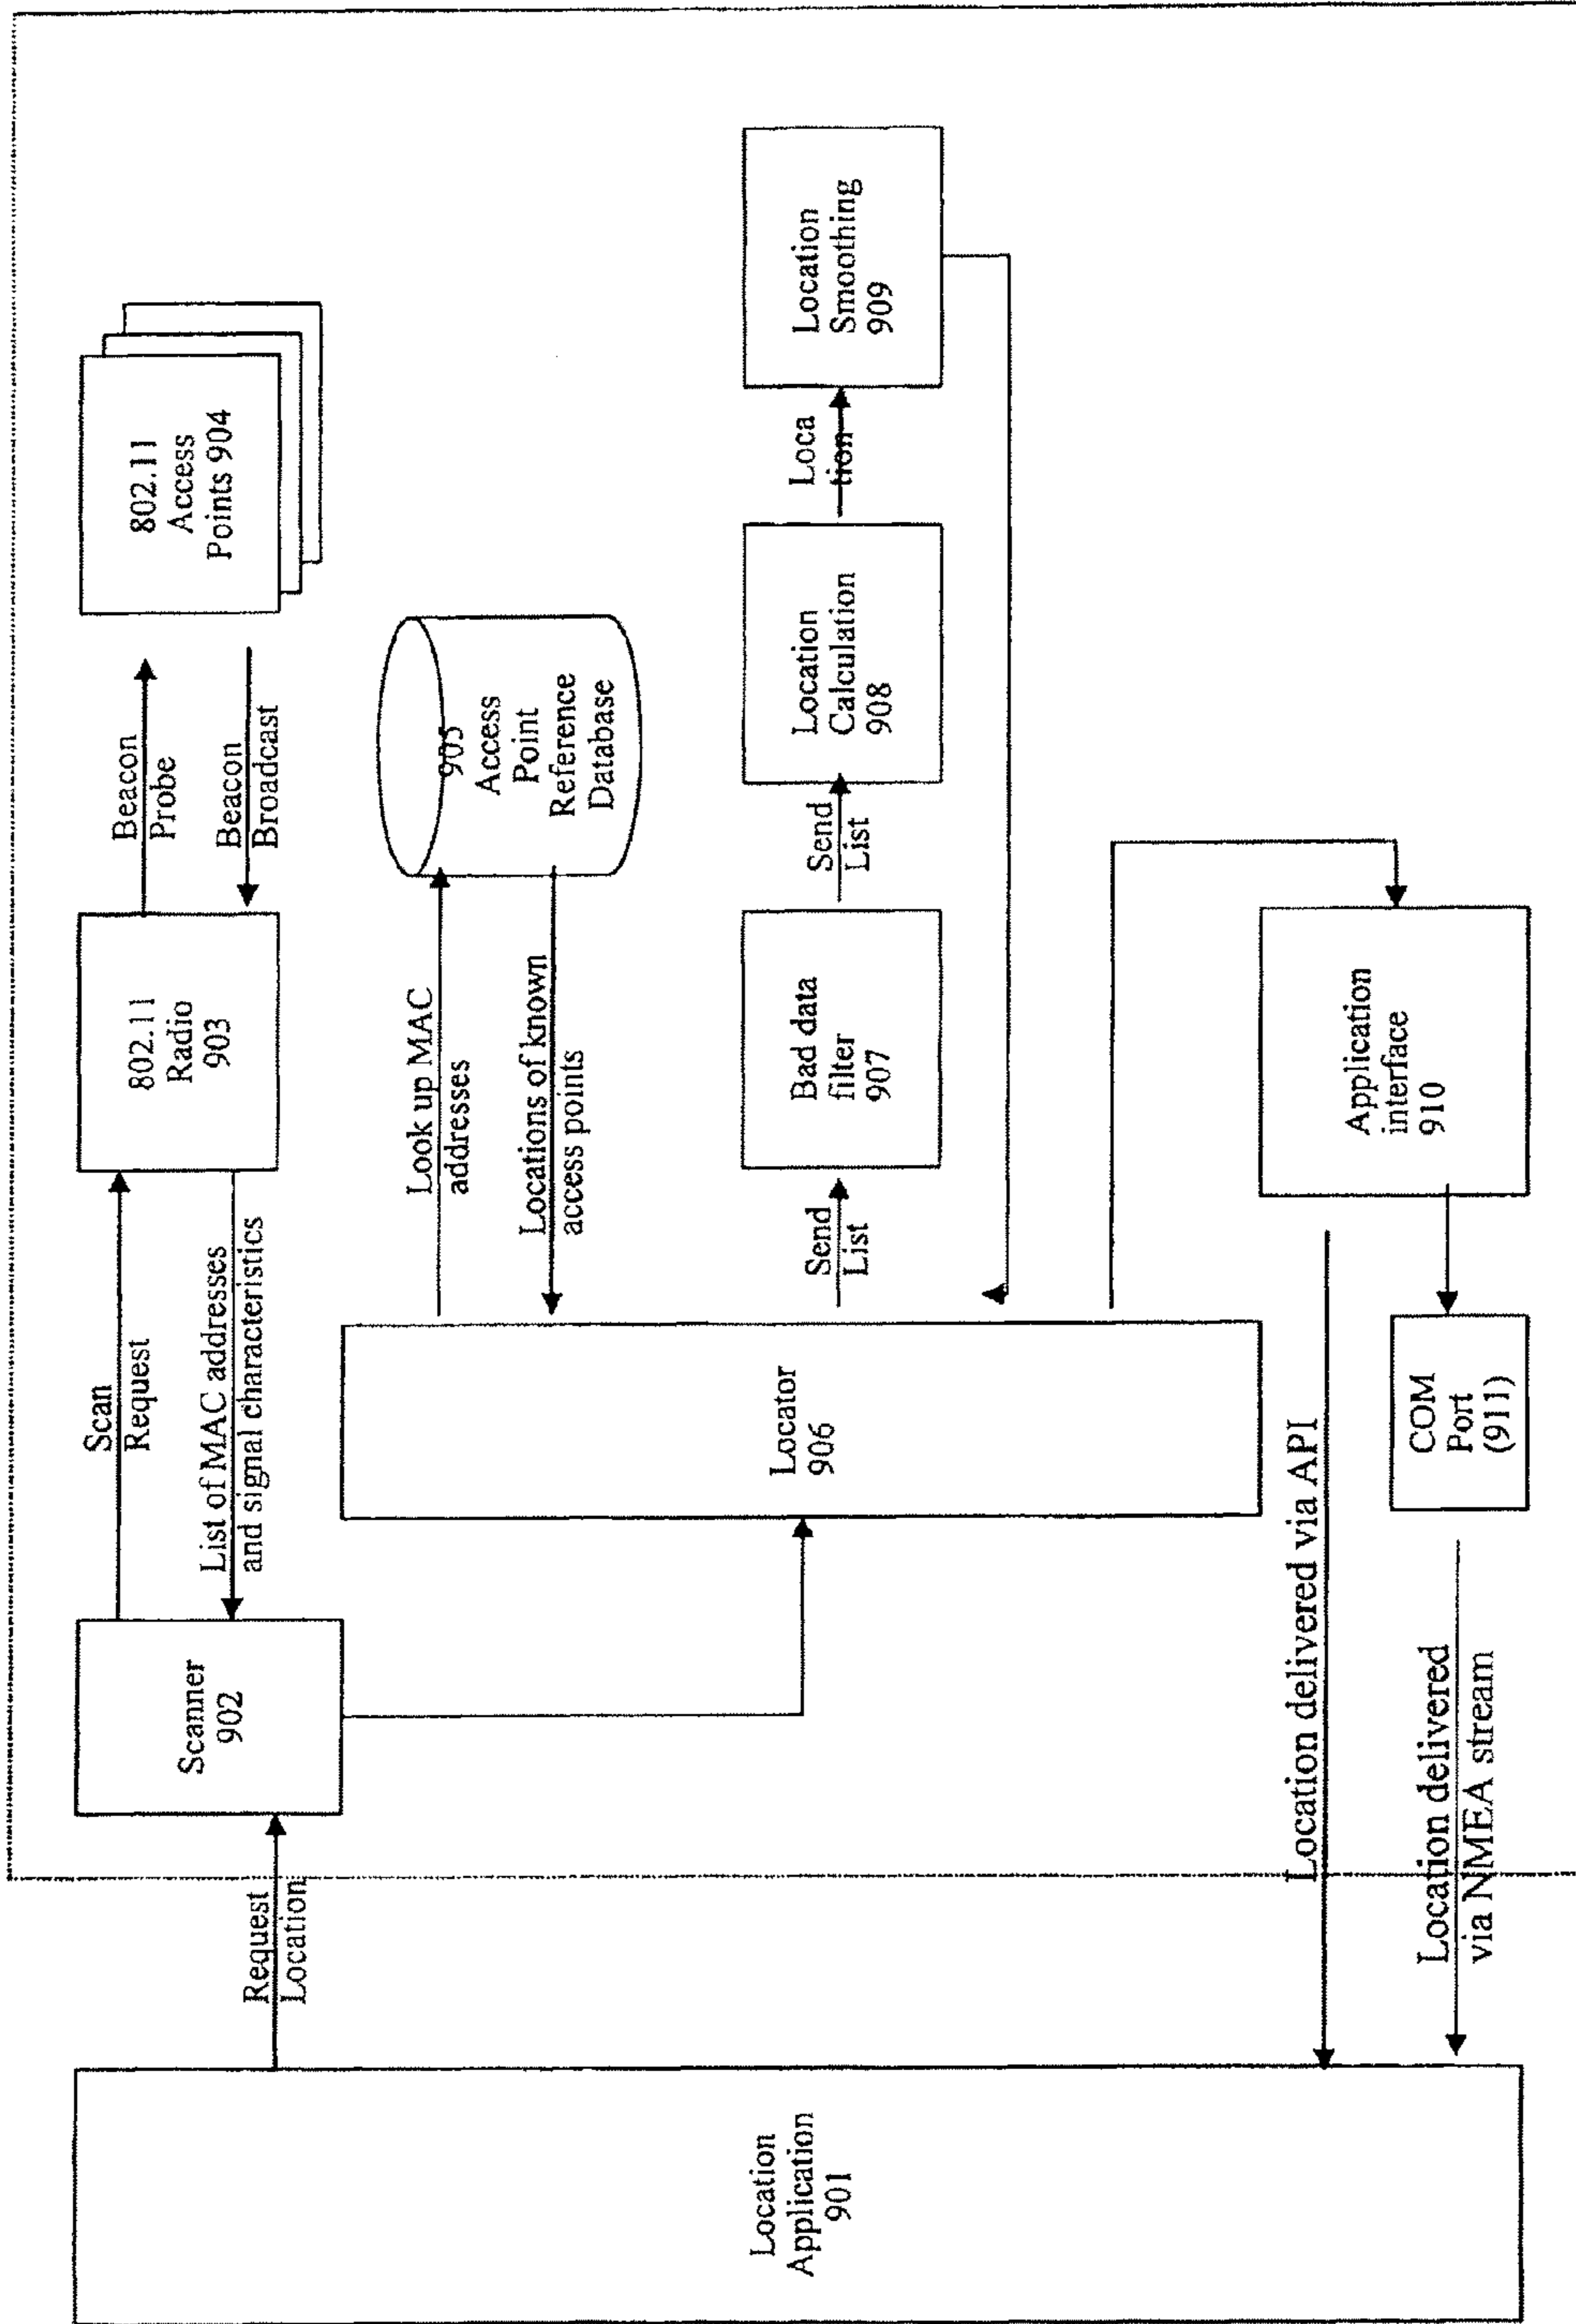 Location
Application
901
Request
Location
Scanner
902
Scan
Request
List of MAC addresses
and signal characteristics
802.11
Radio
903
Beacon
Probe
Beacon
Broadcast
802.11
Access
Points 904
Look up MAC
addresses
Locations of known
access points
905
Access
Point
Reference
Database
Locator
906
Send
List
Bad data
filter
907
Send
List
Location
Calculation
908
Loca
tion
Location
Smoothing
909
Application
interface
910
COM
Port
(911)
Location delivered via API
Location delivered
via NMEA stream